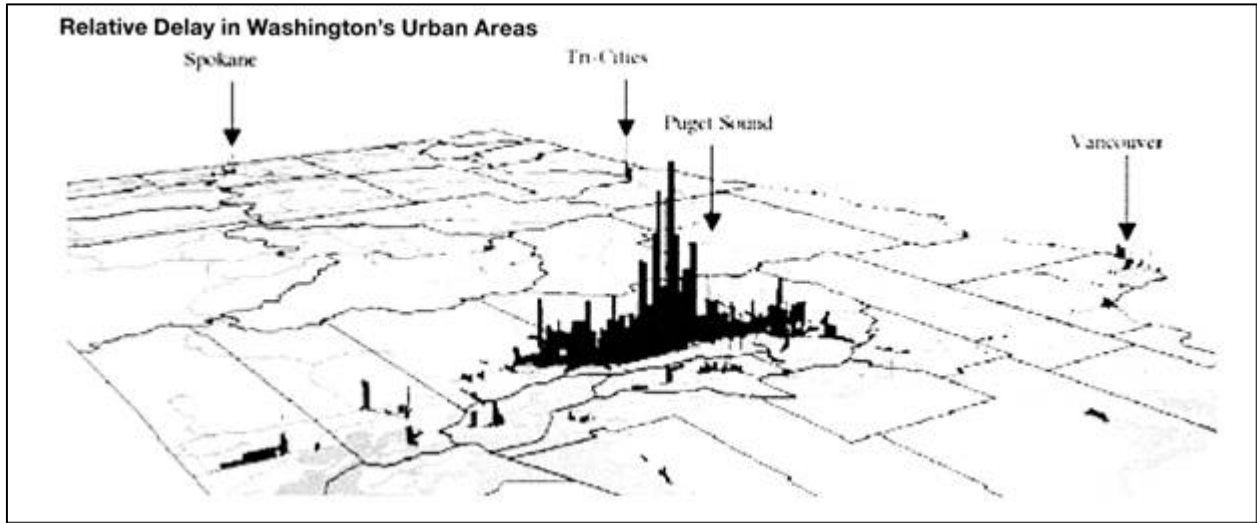 Relative Delay in Washington's Urban Areas
Spokane
Tri-Cities
Puget Sound
Vancouver